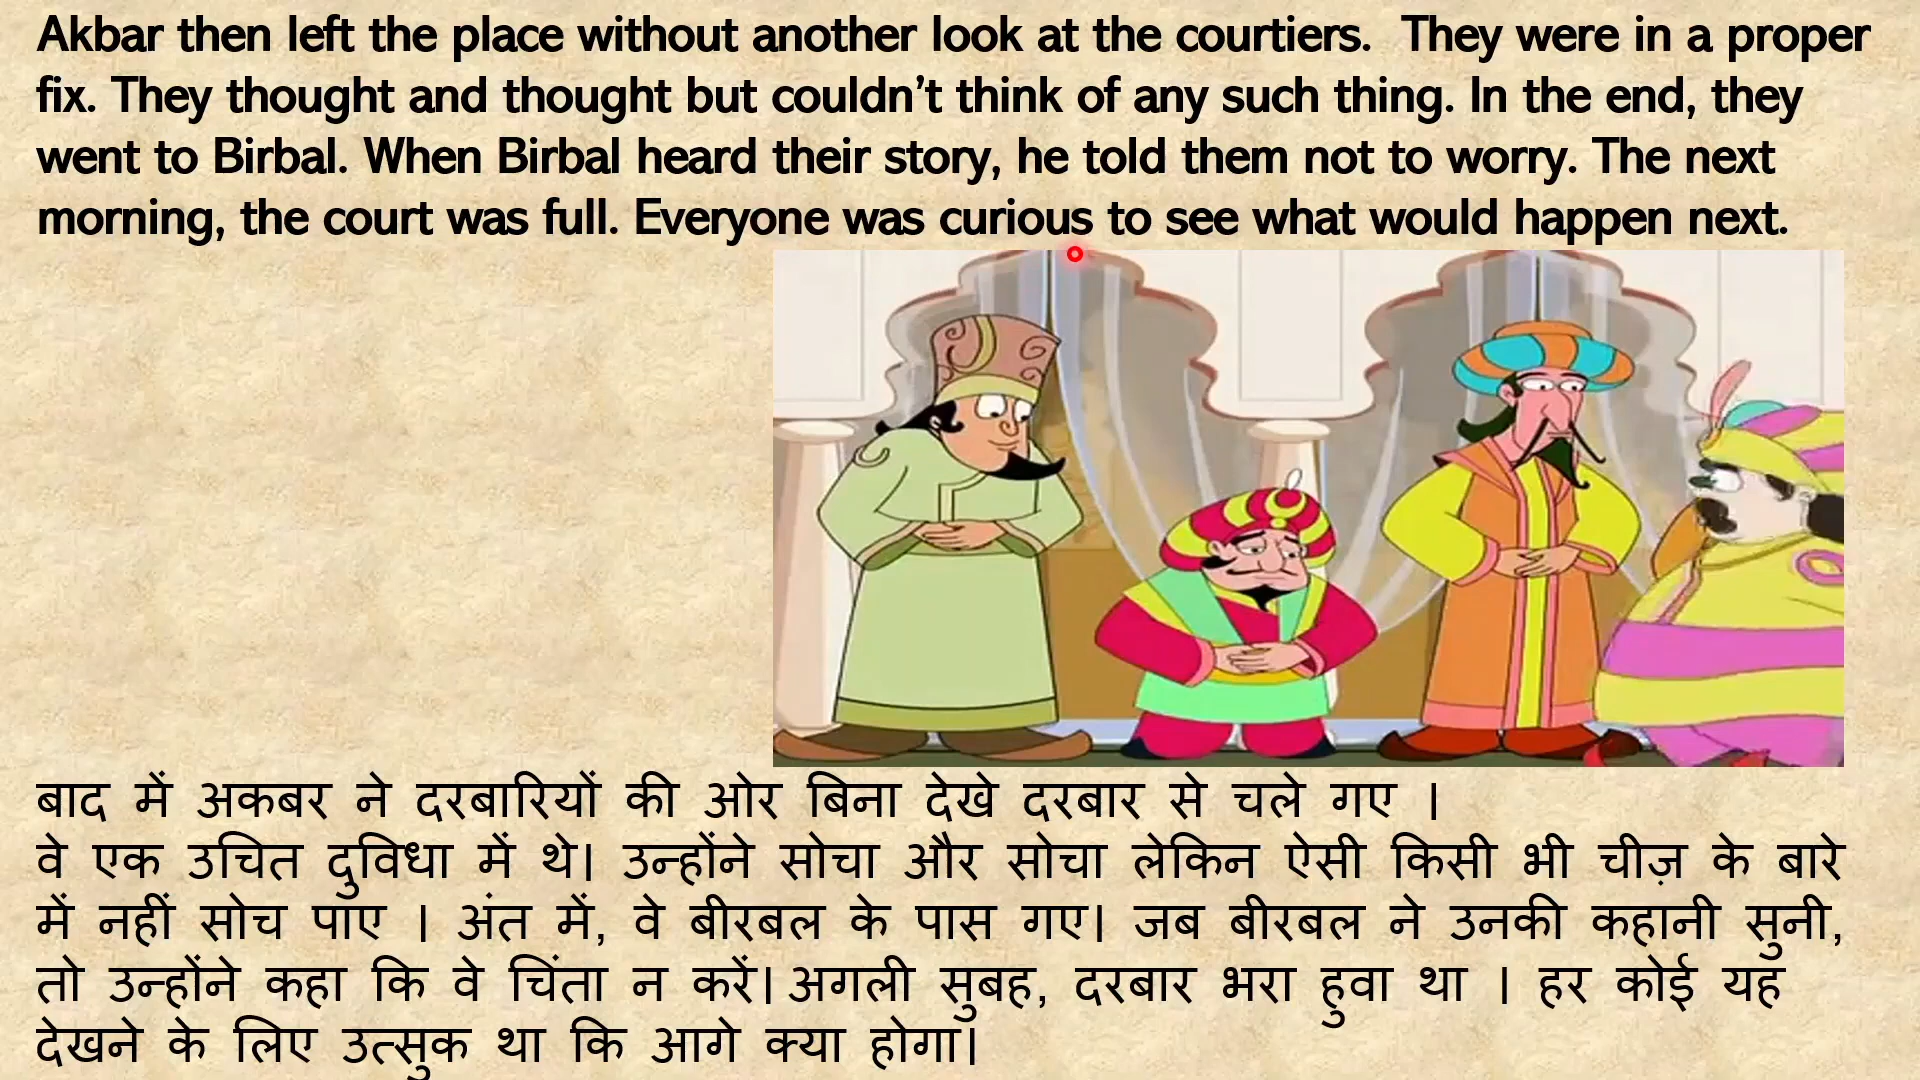 Akbar then left the place without another look at the courtiers.  They were in a proper
fix. They thought and thought but couldn’t think of any such thing. In the end, they
went to Birbal. When Birbal heard their story, he told them not to worry. The next
morning, the court was full. Everyone was curious to see what would happen next.
बाद में अकबर ने दरबारियों की ओर बिना देखे दरबार से चले गए ।
वे एक उचित दुविधा में थे। उन्होंने सोचा और सोचा लेकिन ऐसी किसी भी चीज़ के बारे
में नहीं सोच पाए । अंत में, वे बीरबल के पास गए। जब बीरबल ने उनकी कहानी सुनी,
तो उन्होंने कहा कि वे चिंता न करें। अगली सुबह, दरबार भरा हुवा था । हर कोई यह
देखने के लिए उत्सुक था कि आगे क्या होगा।